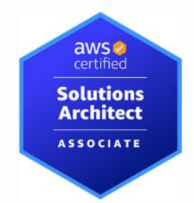 aws
certified
Solutions
Architect
ASSOCIATE